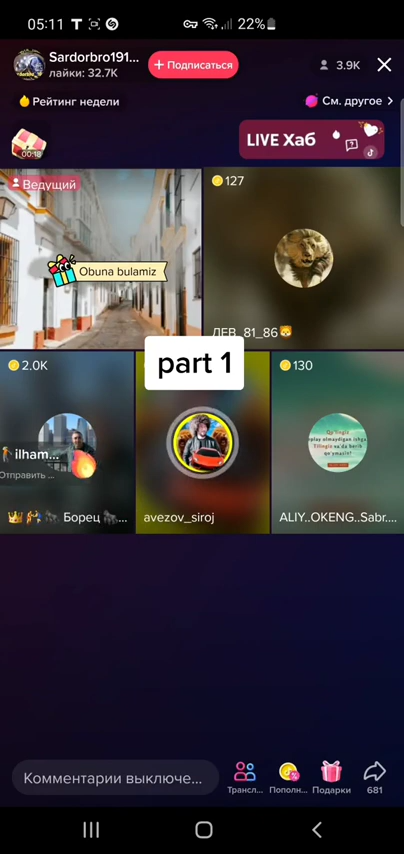 05:11
22%
Sardorbro191...
лайки: 32.7K
+ Подписаться
3.9K
Рейтинг недели
См. другое >
00:18
LIVE Хаб
Ведущий
127
Obuna bulamiz
ЛЕВ_81_86
part 1
2.0K
130
ilham...
Отправить ...
Qo'lingiz
Борец
...
avezov_siroj
ALIY..OKENG..Sabr....
Комментарии выключе...
Трансл...
Пополн...
Подарки
681